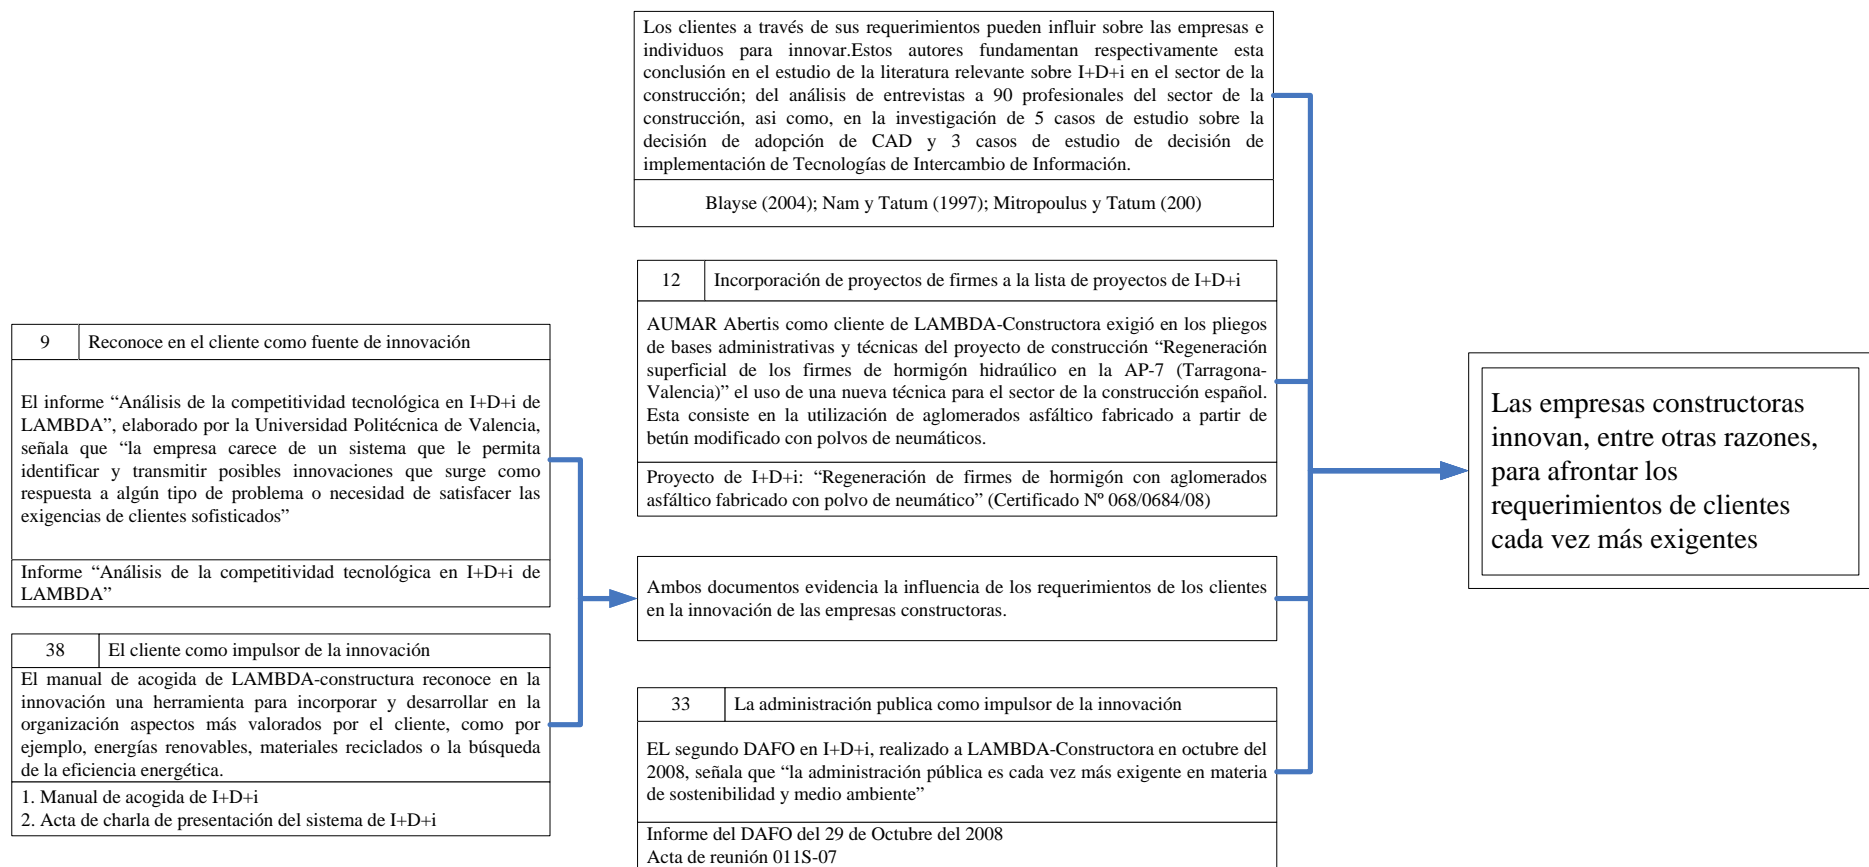 Los clientes a través de sus requerimientos pueden influir sobre las empresas e
individuos para innovar.Estos autores fundamentan respectivamente esta
conclusión en el estudio de la literatura relevante sobre I+D+i en el sector de la
construcción; del análisis de entrevistas a 90 profesionales del sector de la
construcción, asi como, en la investigación de 5 casos de estudio sobre la
decisión de adopción de CAD y 3 casos de estudio de decisión de
implementación de Tecnologías de Intercambio de Información.
Blayse (2004); Nam y Tatum (1997); Mitropoulus y Tatum (200)
9 Reconoce en el cliente como fuente de innovación
El informe “Análisis de la competitividad tecnológica en I+D+i de
LAMBDA”, elaborado por la Universidad Politécnica de Valencia,
señala que “la empresa carece de un sistema que le permita
identificar y transmitir posibles innovaciones que surge como
respuesta a algún tipo de problema o necesidad de satisfacer las
exigencias de clientes sofisticados”
Informe “Análisis de la competitividad tecnológica en I+D+i de
LAMBDA”
38 El cliente como impulsor de la innovación
El manual de acogida de LAMBDA-constructura reconoce en la
innovación una herramienta para incorporar y desarrollar en la
organización aspectos más valorados por el cliente, como por
ejemplo, energías renovables, materiales reciclados o la búsqueda
de la eficiencia energética.
1. Manual de acogida de I+D+i
2. Acta de charla de presentación del sistema de I+D+i
12 Incorporación de proyectos de firmes a la lista de proyectos de I+D+i
AUMAR Abertis como cliente de LAMBDA-Constructora exigió en los pliegos
de bases administrativas y técnicas del proyecto de construcción “Regeneración
superficial de los firmes de hormigón hidraúlico en la AP-7 (Tarragona-
Valencia)” el uso de una nueva técnica para el sector de la construcción español.
Esta consiste en la utilización de aglomerados asfáltico fabricado a partir de
betún modificado con polvos de neumáticos.
Proyecto de I+D+i: “Regeneración de firmes de hormigón con aglomerados
asfáltico fabricado con polvo de neumático” (Certificado Nº 068/0684/08)
Ambos documentos evidencia la influencia de los requerimientos de los clientes
en la innovación de las empresas constructoras.
33 La administración publica como impulsor de la innovación
EL segundo DAFO en I+D+i, realizado a LAMBDA-Constructora en octubre del
2008, señala que “la administración pública es cada vez más exigente en materia
de sostenibilidad y medio ambiente”
Informe del DAFO del 29 de Octubre del 2008
Acta de reunión 011S-07
Las empresas constructoras
innovan, entre otras razones,
para afrontar los
requerimientos de clientes
cada vez más exigentes